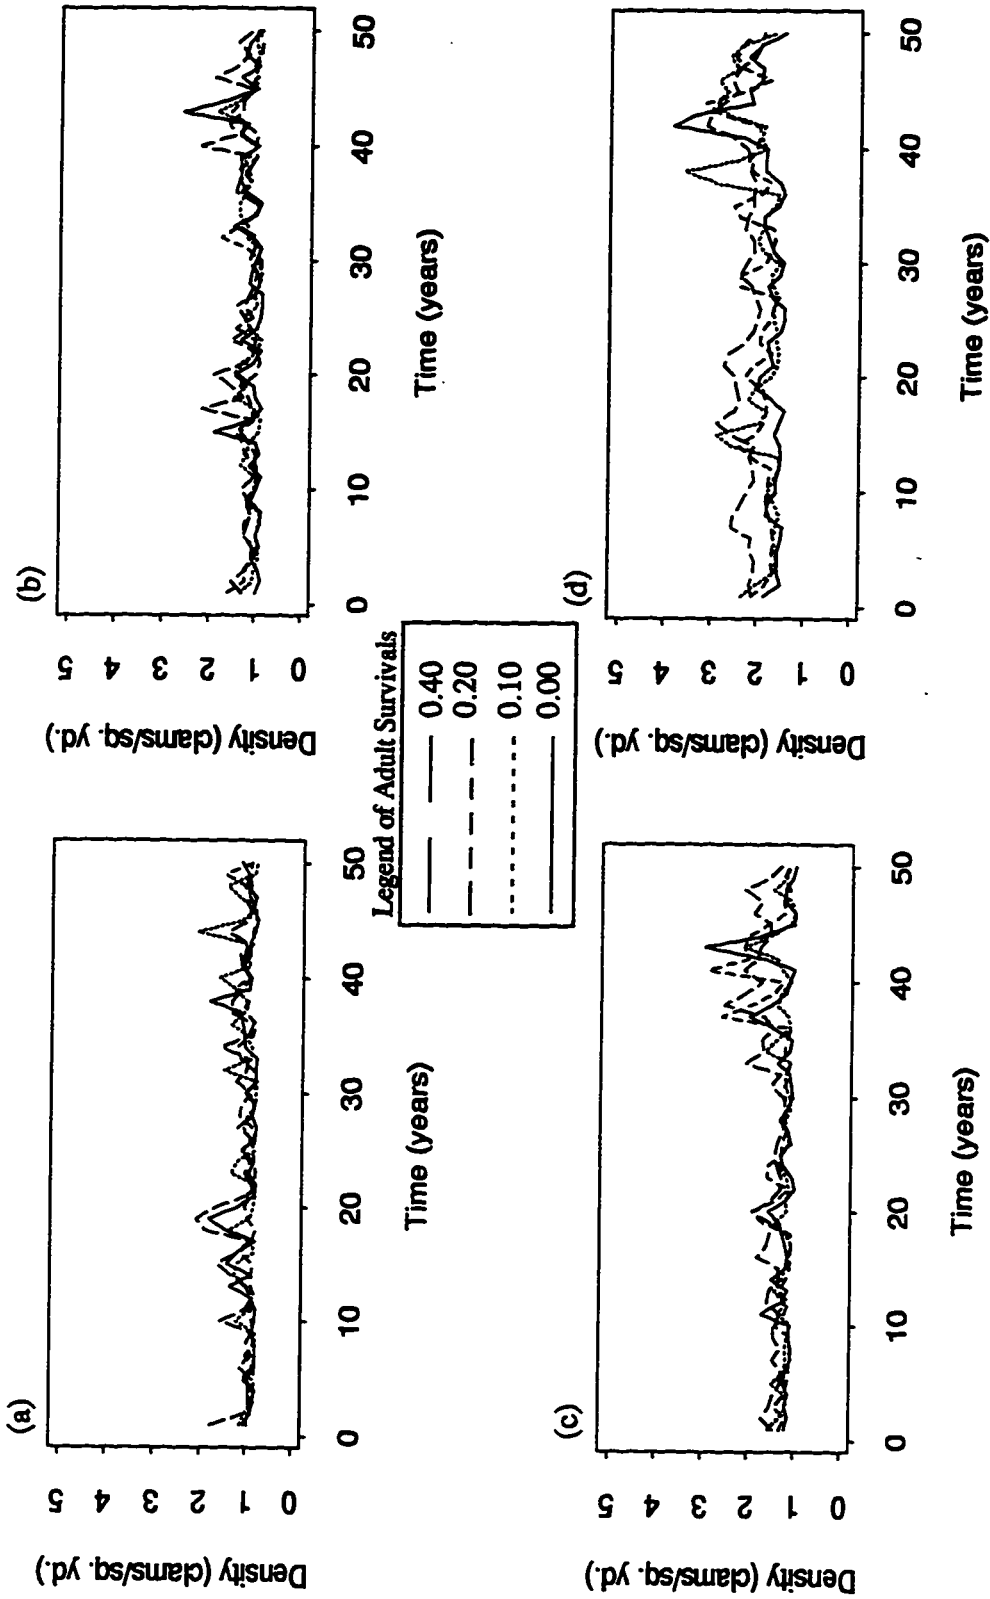 (a)
Density (clams/sq. yd.)
5
4
3
2
1
0
0 10 20 30 40 50
Time (years)
(b)
Density (clams/sq. yd.)
5
4
3
2
1
0
0 10 20 30 40 50
Time (years)
Legend of Adult Survivals
0.40
0.20
0.10
0.00
(c)
Density (clams/sq. yd.)
5
4
3
2
1
0
0 10 20 30 40 50
Time (years)
(d)
Density (clams/sq. yd.)
5
4
3
2
1
0
0 10 20 30 40 50
Time (years)